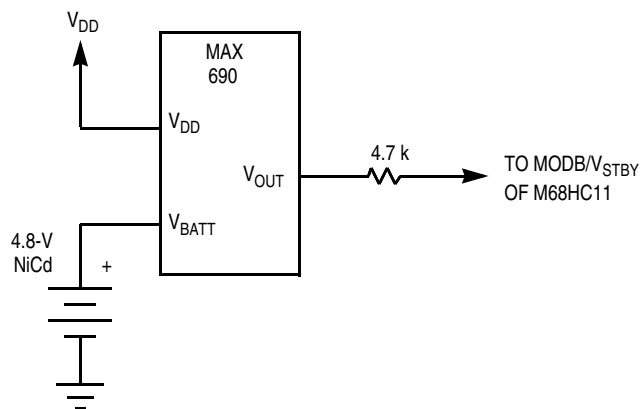 VDD
MAX
690
VDD
4.7 k
VOUT
TO MODB/VSTBY
OF M68HC11
VBATT
4.8-V
NiCd
+